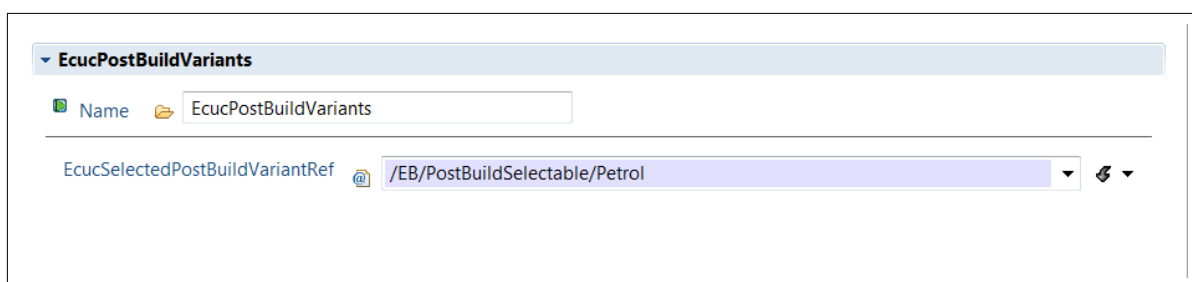 EcucPostBuildVariants
Name EcucPostBuildVariants
EcucSelectedPostBuildVariantRef /EB/PostBuildSelectable/Petrol